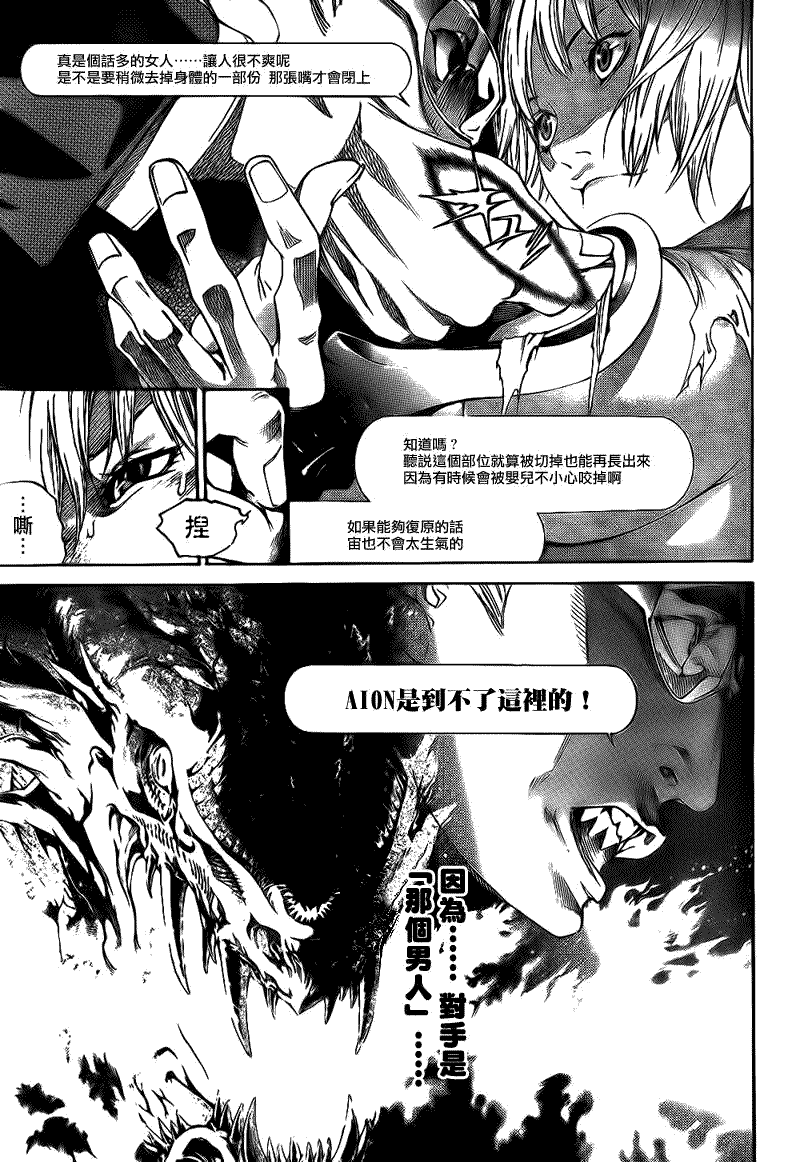 真是個話多的女人……讓人很不爽呢
是不是要稍微去掉身體的一部份 那張嘴才會閉上
知道嗎？
聽説這個部位就算被切掉也能再長出來
因為有時候會被嬰兒不小心咬掉啊
如果能夠復原的話
宙也不會太生氣的
捏
……嘶……
AION是到不了這裡的！
因為……對手是
「那個男人」……